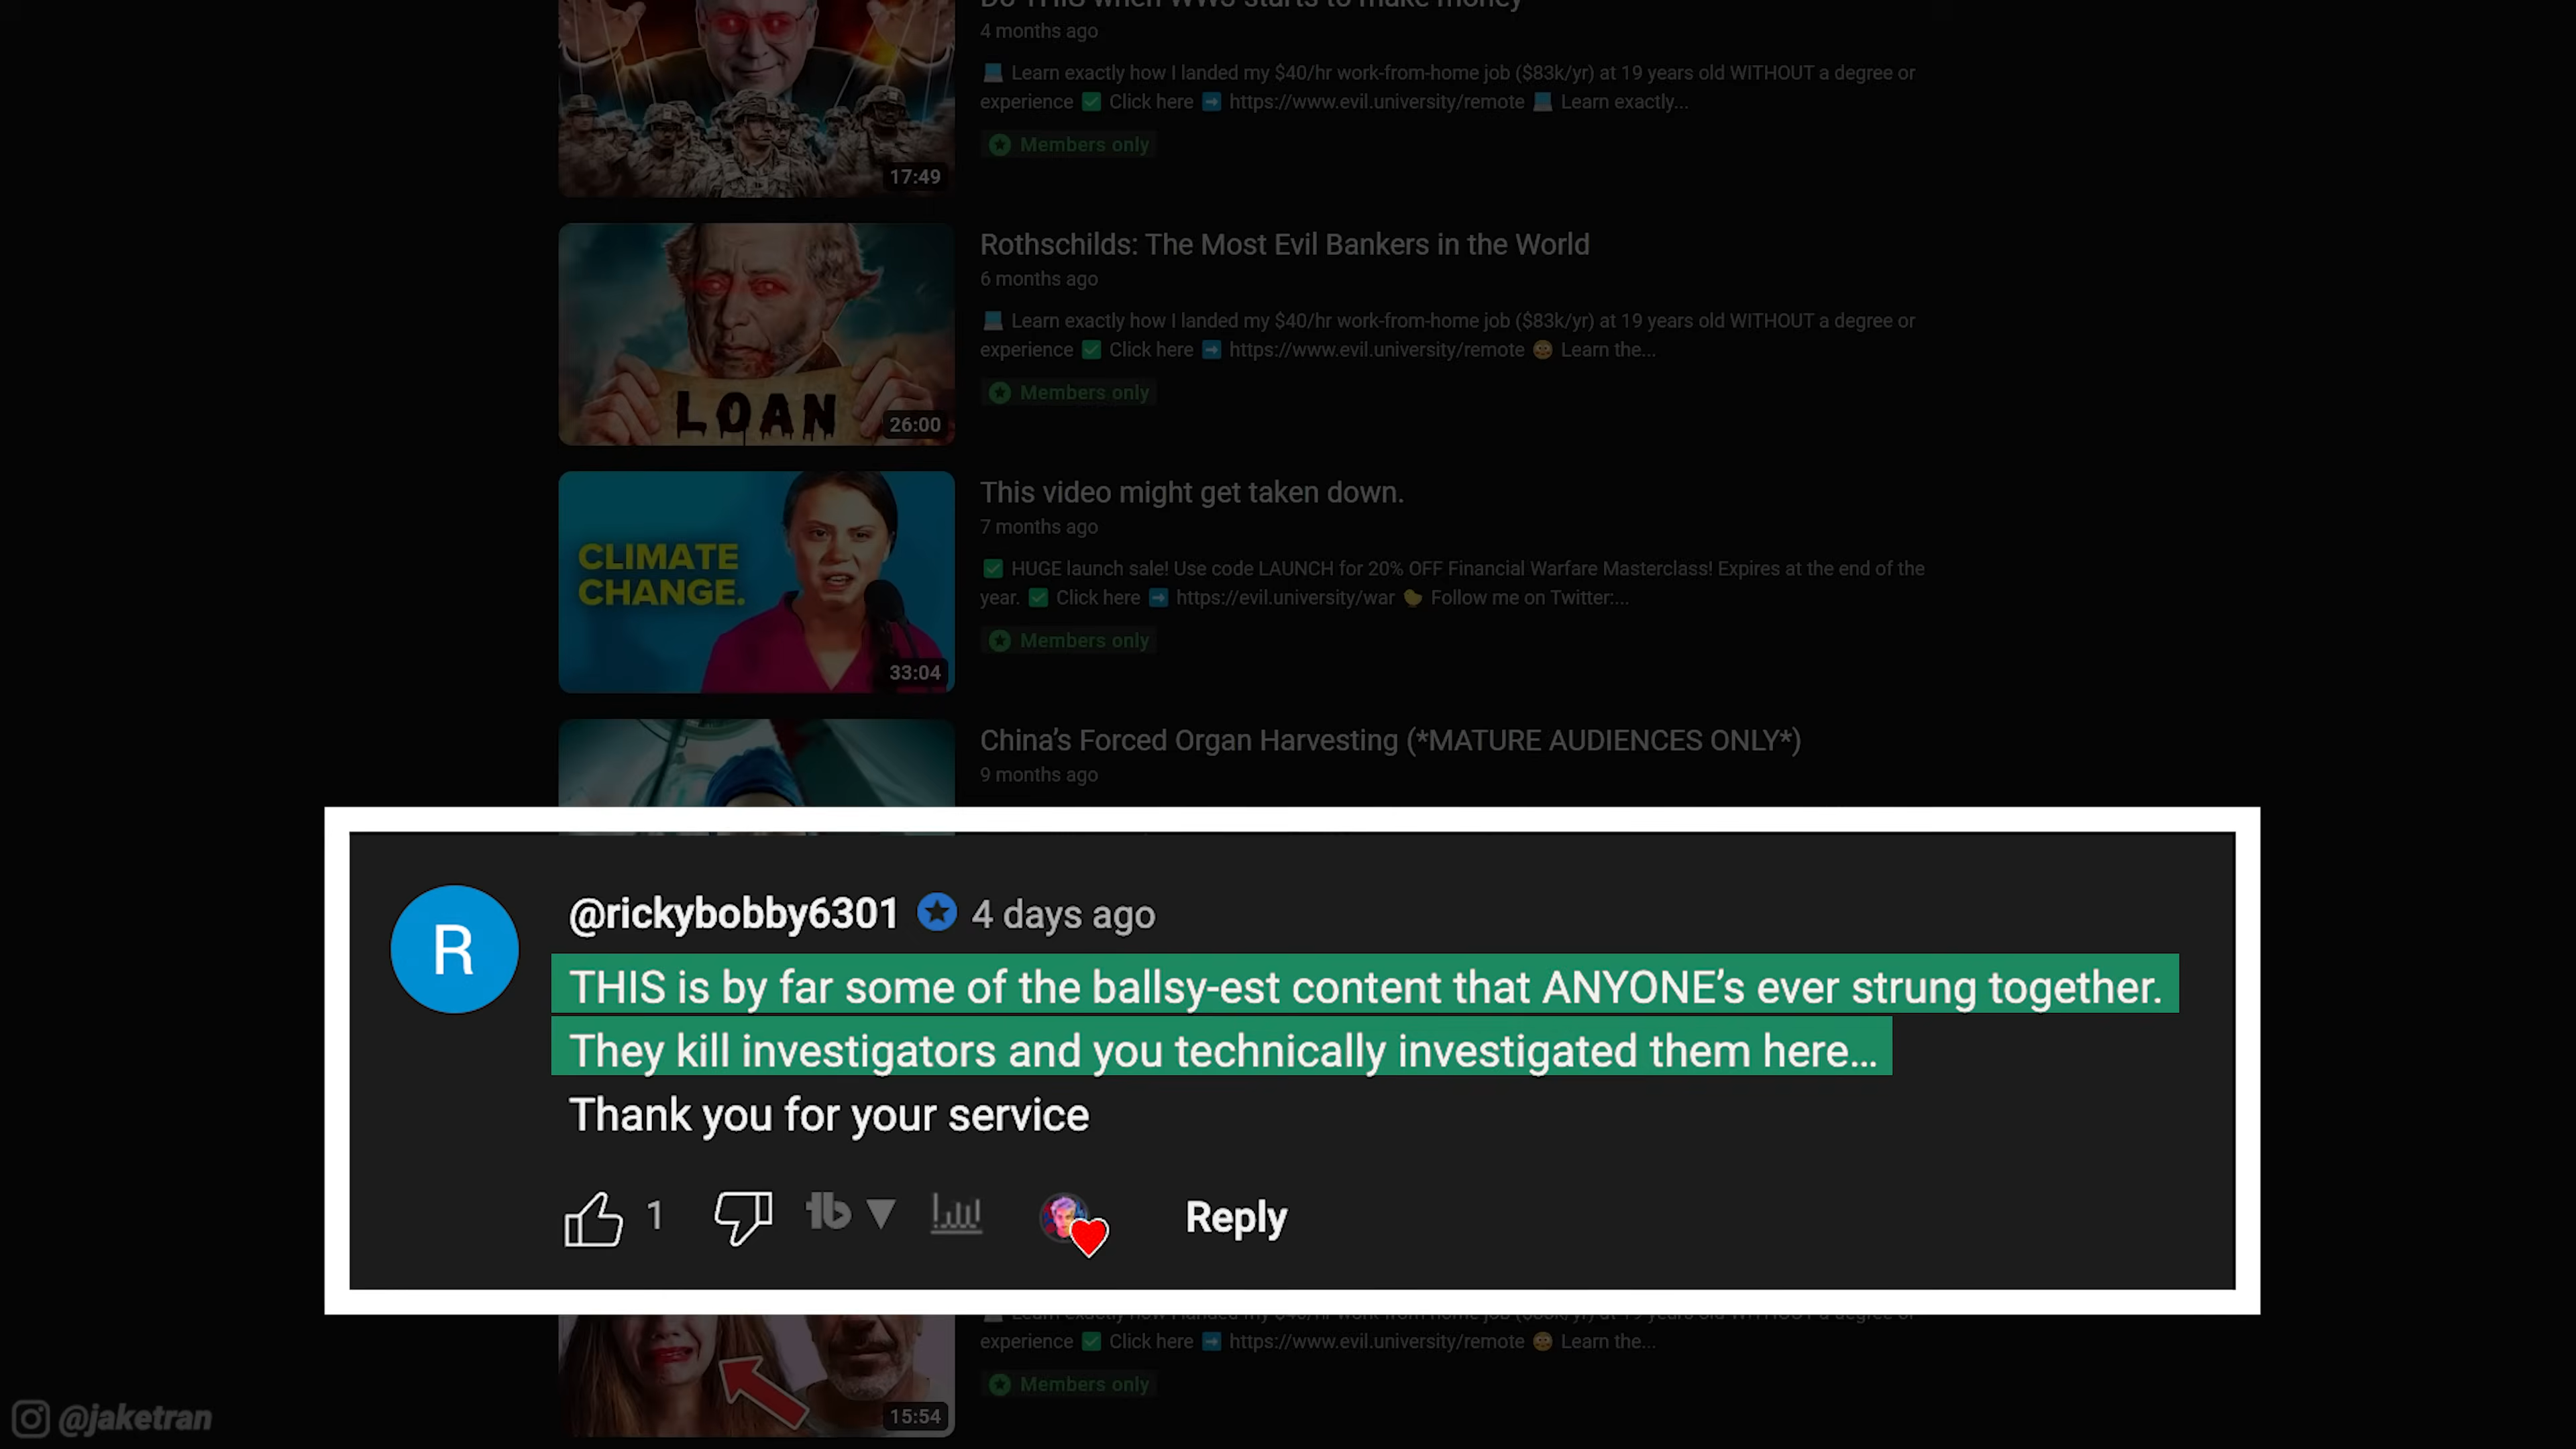 Do THIS when WW3 starts to make money
4 months ago
Learn exactly how I landed my $40/hr work-from-home job ($83k/yr) at 19 years old WITHOUT a degree or
experience ✅ Click here ➡ https://www.evil.university/remote 💻 Learn exactly...
Members only
17:49
Rothschilds: The Most Evil Bankers in the World
6 months ago
Learn exactly how I landed my $40/hr work-from-home job ($83k/yr) at 19 years old WITHOUT a degree or
experience ✅ Click here ➡ https://www.evil.university/remote 😳 Learn the...
Members only
LOAN
26:00
This video might get taken down.
7 months ago
✅ HUGE launch sale! Use code LAUNCH for 20% OFF Financial Warfare Masterclass! Expires at the end of the
year. ✅ Click here ➡ https://evil.university/war 🐤 Follow me on Twitter:...
Members only
CLIMATE
CHANGE.
33:04
China's Forced Organ Harvesting (*MATURE AUDIENCES ONLY*)
9 months ago
R
@rickybobby6301 4 days ago
THIS is by far some of the ballsy-est content that ANYONE's ever strung together.
They kill investigators and you technically investigated them here...
Thank you for your service
1
Reply
experience ✅ Click here ➡ https://www.evil.university/remote 😳 Learn the...
Members only
15:54
@jaketran